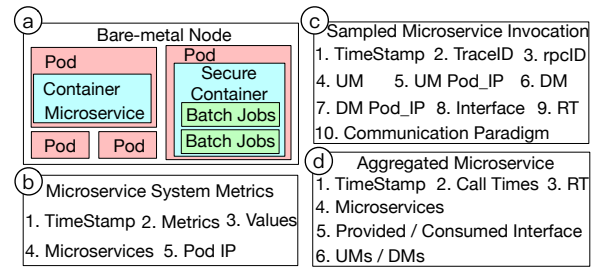 a
Bare-metal Node
Pod
Container
Microservice
Pod
Pod
Pod
Secure
Container
Batch Jobs
Batch Jobs
b
Microservice System Metrics
1. TimeStamp 2. Metrics 3. Values
4. Microservices 5. Pod IP
c
Sampled Microservice Invocation
1. TimeStamp 2. TraceID 3. rpcID
4. UM 5. UM Pod_IP 6. DM
7. DM Pod_IP 8. Interface 9. RT
10. Communication Paradigm
d
Aggregated Microservice
1. TimeStamp 2. Call Times 3. RT
4. Microservices
5. Provided / Consumed Interface
6. UMs / DMs